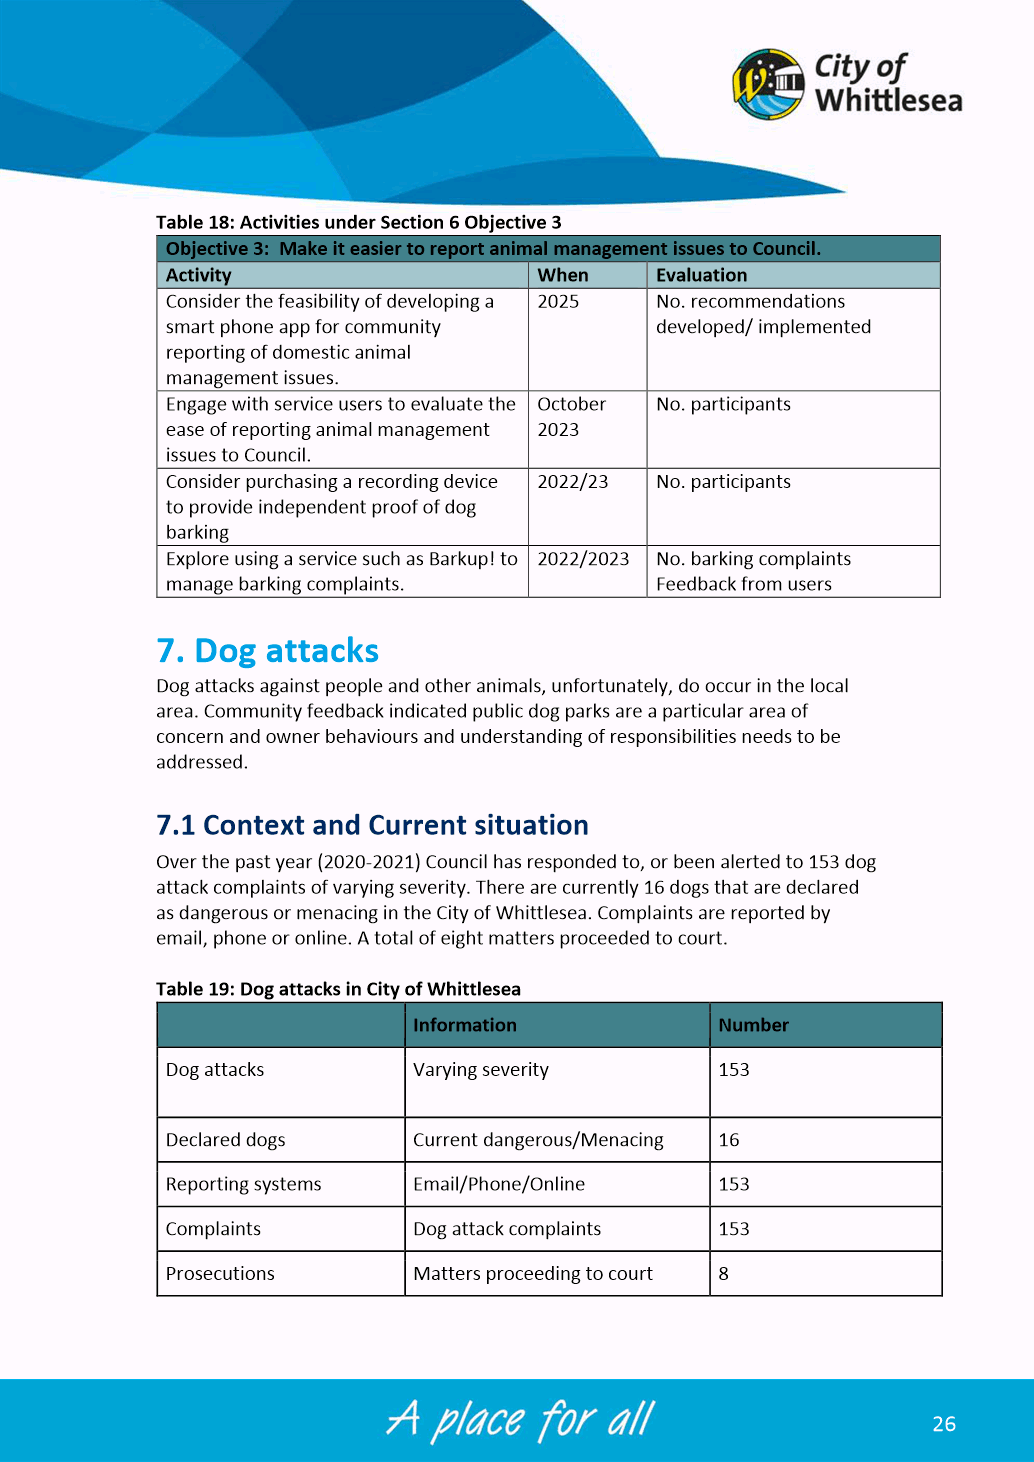 City of
Whittlesea
Table 18: Activities under Section 6 Objective 3
Objective 3:  Make it easier to report animal management issues to Council.
Activity When Evaluation
Consider the feasibility of developing a 2025 No. recommendations
smart phone app for community developed/ implemented
reporting of domestic animal
management issues.
Engage with service users to evaluate the October No. participants
ease of reporting animal management 2023
issues to Council.
Consider purchasing a recording device 2022/23 No. participants
to provide independent proof of dog
barking
Explore using a service such as Barkup! to 2022/2023 No. barking complaints
manage barking complaints. Feedback from users
7. Dog attacks
Dog attacks against people and other animals, unfortunately, do occur in the local
area. Community feedback indicated public dog parks are a particular area of
concern and owner behaviours and understanding of responsibilities needs to be
addressed.
7.1 Context and Current situation
Over the past year (2020-2021) Council has responded to, or been alerted to 153 dog
attack complaints of varying severity. There are currently 16 dogs that are declared
as dangerous or menacing in the City of Whittlesea. Complaints are reported by
email, phone or online. A total of eight matters proceeded to court.
Table 19: Dog attacks in City of Whittlesea
Information Number
Dog attacks Varying severity 153
Declared dogs Current dangerous/Menacing 16
Reporting systems Email/Phone/Online 153
Complaints Dog attack complaints 153
Prosecutions Matters proceeding to court 8
A place for all
26